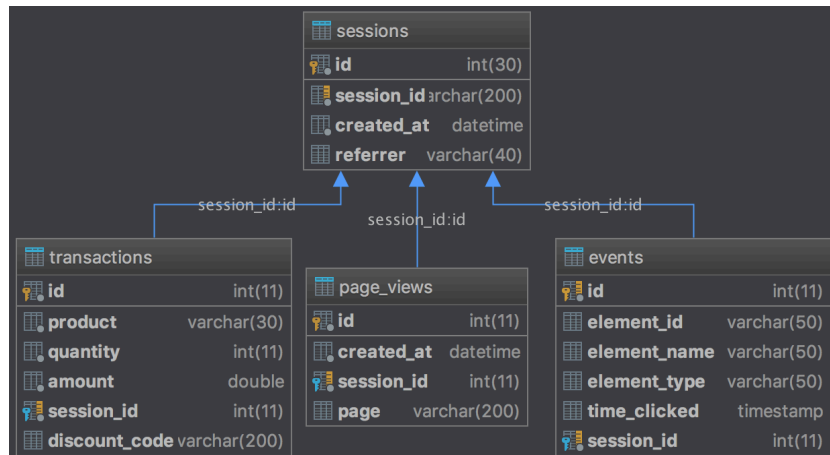 sessions
id int(30)
session_id archar(200)
created_at datetime
referrer varchar(40)
session_id:id
session_id:id
session_id:id
transactions
id int(11)
product varchar(30)
quantity int(11)
amount double
session_id int(11)
discount_code varchar(200)
page_views
id int(11)
created_at datetime
session_id int(11)
page varchar(200)
events
id int(11)
element_id varchar(50)
element_name varchar(50)
element_type varchar(50)
time_clicked timestamp
session_id int(11)